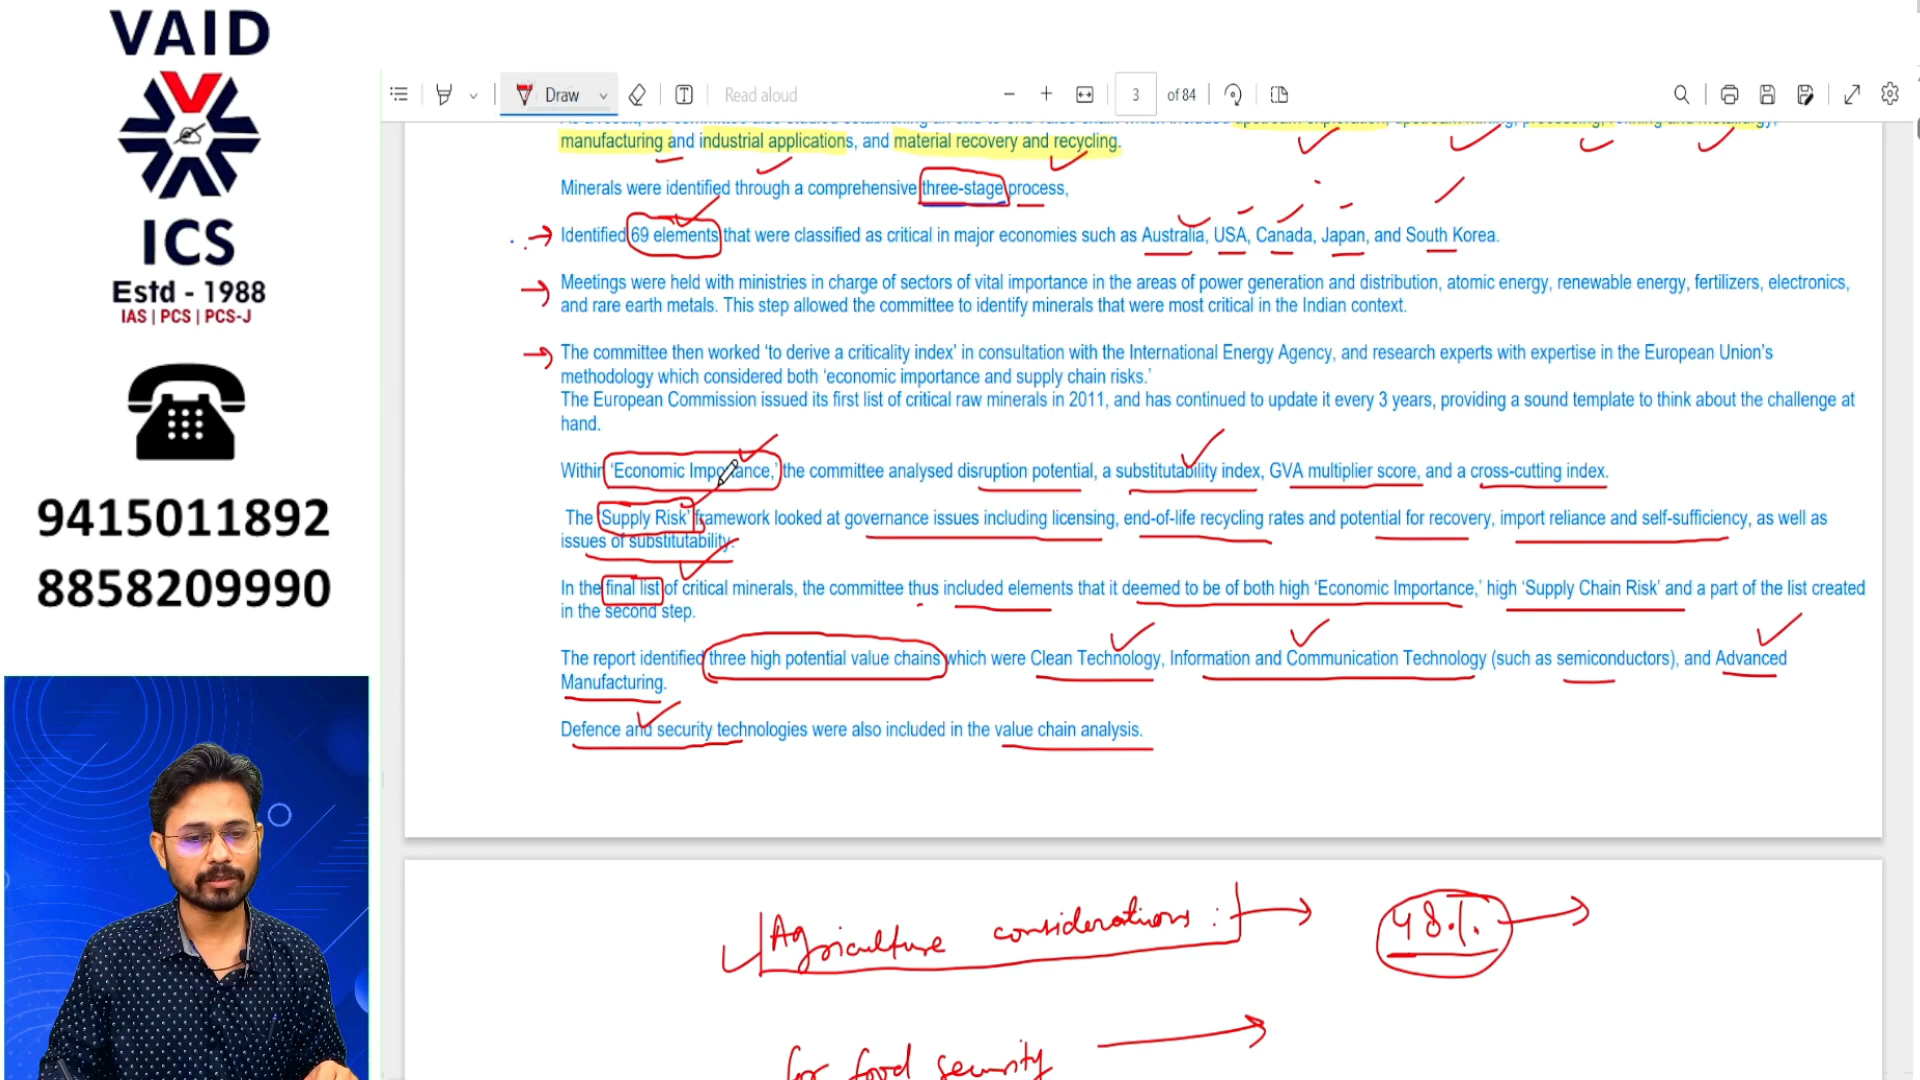 VAID
ICS
Estd - 1988
IAS | PCS | PCS-J
9415011892
8858209990
Draw
Read aloud
3
of 84
manufacturing and industrial applications, and material recovery and recycling.
Minerals were identified through a comprehensive three-stage process,
Identified 69 elements that were classified as critical in major economies such as Australia, USA, Canada, Japan, and South Korea.
Meetings were held with ministries in charge of sectors of vital importance in the areas of power generation and distribution, atomic energy, renewable energy, fertilizers, electronics,
and rare earth metals. This step allowed the committee to identify minerals that were most critical in the Indian context.
The committee then worked 'to derive a criticality index' in consultation with the International Energy Agency, and research experts with expertise in the European Union's
methodology which considered both 'economic importance and supply chain risks.'
The European Commission issued its first list of critical raw minerals in 2011, and has continued to update it every 3 years, providing a sound template to think about the challenge at
hand.
Within 'Economic Importance,' the committee analysed disruption potential, a substitutability index, GVA multiplier score, and a cross-cutting index.
The Supply Risk' framework looked at governance issues including licensing, end-of-life recycling rates and potential for recovery, import reliance and self-sufficiency, as well as
issues of substitutability.
In the final list of critical minerals, the committee thus included elements that it deemed to be of both high 'Economic Importance,' high 'Supply Chain Risk' and a part of the list created
in the second step.
The report identified three high potential value chains which were Clean Technology, Information and Communication Technology (such as semiconductors), and Advanced
Manufacturing.
Defence and security technologies were also included in the value chain analysis.
Agriculture considerations :
48%.
for food security